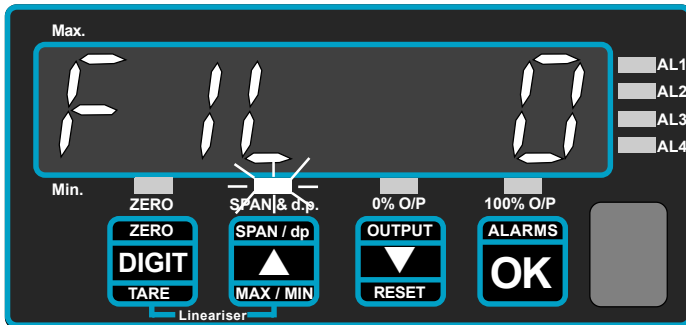 Max.
FIL 0
AL1
AL2
AL3
AL4
Min.
ZERO SPAN & d.p. 0% O/P 100% O/P
ZERO SPAN / dp OUTPUT ALARMS
DIGIT ▲ ▼ OK
TARE MAX / MIN RESET
Lineariser